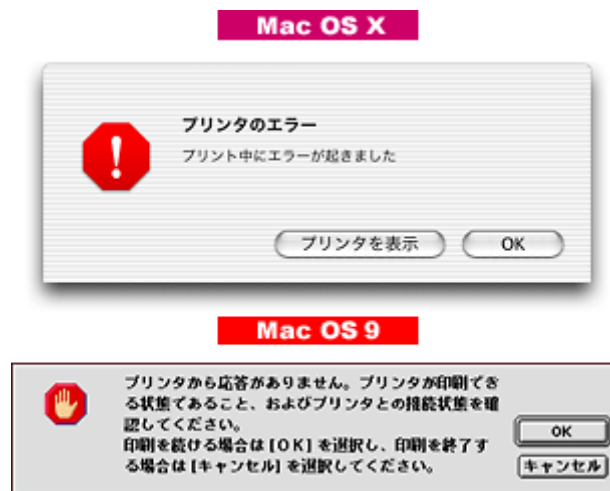 Mac OS X
プリンタのエラー
プリント中にエラーが起きました
プリンタを表示
OK
Mac OS 9
プリンタから応答がありません。プリンタが印刷でき
る状態であること、およびプリンタとの接続状態を確
認してください。
印刷を続ける場合は [OK] を選択し、印刷を終了す
る場合は [キャンセル] を選択してください。
OK
キャンセル